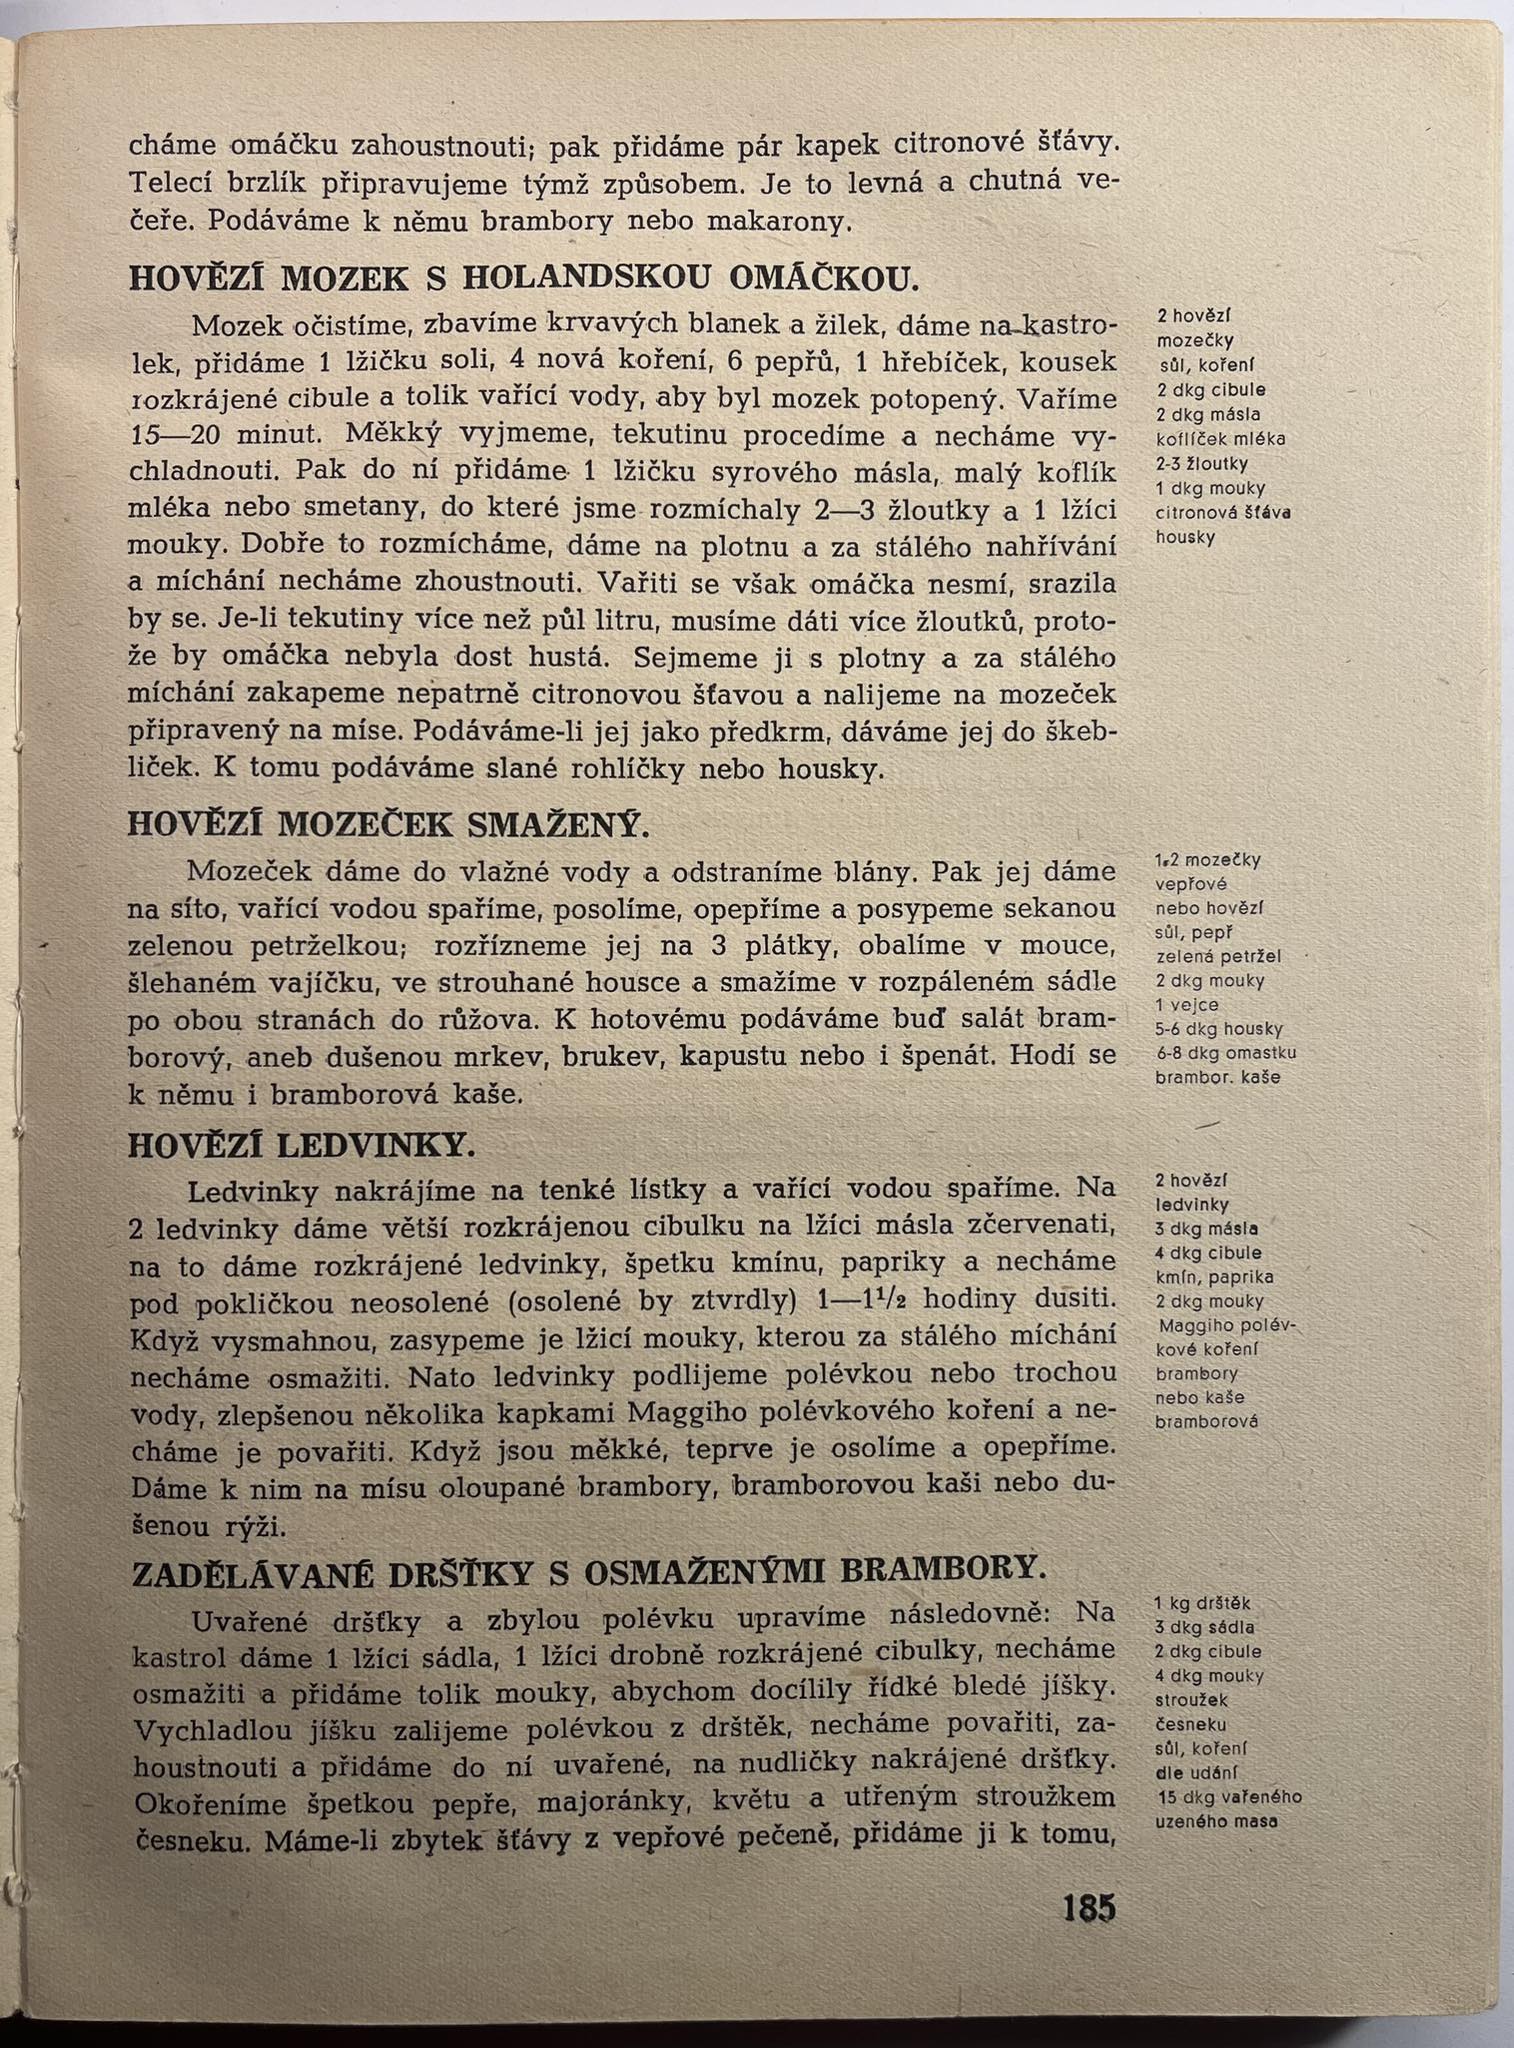 cháme omáčku zahoustnouti; pak přidáme pár kapek citronové šťávy.
Telecí brzlík připravujeme týmž způsobem. Je to levná a chutná ve-
čeře. Podáváme k němu brambory nebo makarony.
HOVĚZÍ MOZEK S HOLANDSKOU OMÁČKOU.
Mozek očistíme, zbavíme krvavých blanek a žilek, dáme na kastro-
lek, přidáme 1 lžičku soli, 4 nová koření, 6 pepřů, 1 hřebíček, kousek
rozkrájené cibule a tolik vařící vody, aby byl mozek potopený. Vaříme
15—20 minut. Měkký vyjmeme, tekutinu procedíme a necháme vy-
chladnouti. Pak do ní přidáme 1 lžičku syrového másla, malý koflík
mléka nebo smetany, do které jsme rozmíchaly 2—3 žloutky a 1 lžíci
mouky. Dobře to rozmícháme, dáme na plotnu a za stálého nahřívání
a míchání necháme zhoustnouti. Vařiti se však omáčka nesmí, srazila
by se. Je-li tekutiny více než půl litru, musíme dáti více žloutků, proto-
že by omáčka nebyla dost hustá. Sejmeme ji s plotny a za stálého
míchání zakapeme nepatrně citronovou šťavou a nalijeme na mozeček
připravený na míse. Podáváme-li jej jako předkrm, dáváme jej do škeb-
liček. K tomu podáváme slané rohlíčky nebo housky.
2 hovězí
mozečky
sůl, koření
2 dkg cibule
2 dkg másla
koflíček mléka
2-3 žloutky
1 dkg mouky
citronová šťáva
housky
HOVĚZÍ MOZEČEK SMAŽENÝ.
Mozeček dáme do vlažné vody a odstraníme blány. Pak jej dáme
na síto, vařící vodou spaříme, posolíme, opepříme a posypeme sekanou
zelenou petrželkou; rozřízneme jej na 3 plátky, obalíme v mouce,
šlehaném vajíčku, ve strouhané housce a smažíme v rozpáleném sádle
po obou stranách do růžova. K hotovému podáváme buď salát bram-
borový, aneb dušenou mrkev, brukev, kapustu nebo i špenát. Hodí se
k němu i bramborová kaše.
1-2 mozečky
vepřové
nebo hovězí
sůl, pepř
zelená petržel
2 dkg mouky
1 vejce
5-6 dkg housky
6-8 dkg omastku
brambor. kaše
HOVĚZÍ LEDVINKY.
Ledvinky nakrájíme na tenké lístky a vařící vodou spaříme. Na
2 ledvinky dáme větší rozkrájenou cibulku na lžíci másla zčervenati,
na to dáme rozkrájené ledvinky, špetku kmínu, papriky a necháme
pod pokličkou neosolené (osolené by ztvrdly) 1—1½ hodiny dusiti.
Když vysmahnou, zasypeme je lžicí mouky, kterou za stálého míchání
necháme osmažiti. Nato ledvinky podlijeme polévkou nebo trochou
vody, zlepšenou několika kapkami Maggiho polévkového koření a ne-
cháme je povařiti. Když jsou měkké, teprve je osolíme a opepříme.
Dáme k nim na mísu oloupané brambory, bramborovou kaši nebo du-
šenou rýži.
2 hovězí
ledvinky
3 dkg másla
4 dkg cibule
kmín, paprika
2 dkg mouky
Maggiho polév-
kové koření
brambory
nebo kaše
bramborová
ZADĚLÁVANÉ DRŠŤKY S OSMAŽENÝMI BRAMBORY.
Uvařené dršťky a zbylou polévku upravíme následovně: Na
kastrol dáme 1 lžíci sádla, 1 lžíci drobně rozkrájené cibulky, necháme
osmažiti a přidáme tolik mouky, abychom docílily řídké bledé jíšky.
Vychladlou jíšku zalijeme polévkou z drštěk, necháme povařiti, za-
houstnouti a přidáme do ní uvařené, na nudličky nakrájené dršťky.
Okořeníme špetkou pepře, majoránky, květu a utřeným stroužkem
česneku. Máme-li zbytek šťávy z vepřové pečeně, přidáme ji k tomu,
1 kg drštěk
3 dkg sádla
2 dkg cibule
4 dkg mouky
stroužek
česneku
sůl, koření
dle udání
15 dkg vařeného
uzeného masa
185